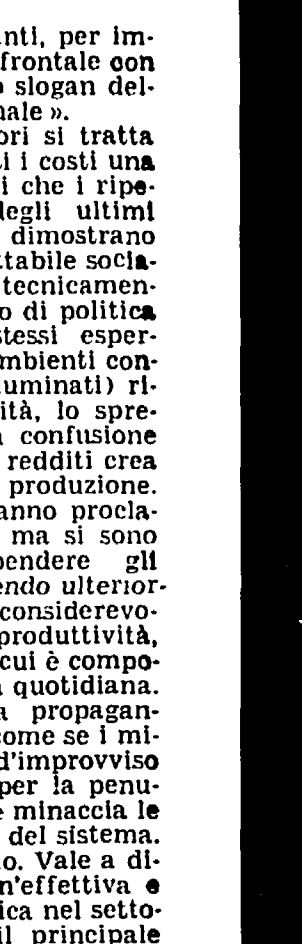 nti, per im-
frontale con
slogan del-
nale ».
ori si tratta
i i costi una
i che i ripe-
degli ultimi
dimostrano
ttabile socia-
tecnicamen-
o di politica
stessi esper-
mbienti con-
luminati) ri-
ità, lo spre-
a confusione
redditi crea
produzione.
anno procla-
ma si sono
pendere gli
endo ulterior-
considerevo-
produttività,
cui è compo-
a quotidiana.
a propagan-
come se i mi-
d'improvviso
per la penu-
e minaccia le
del sistema.
o. Vale a di-
n'effettiva e
ica nel setto-
il principale